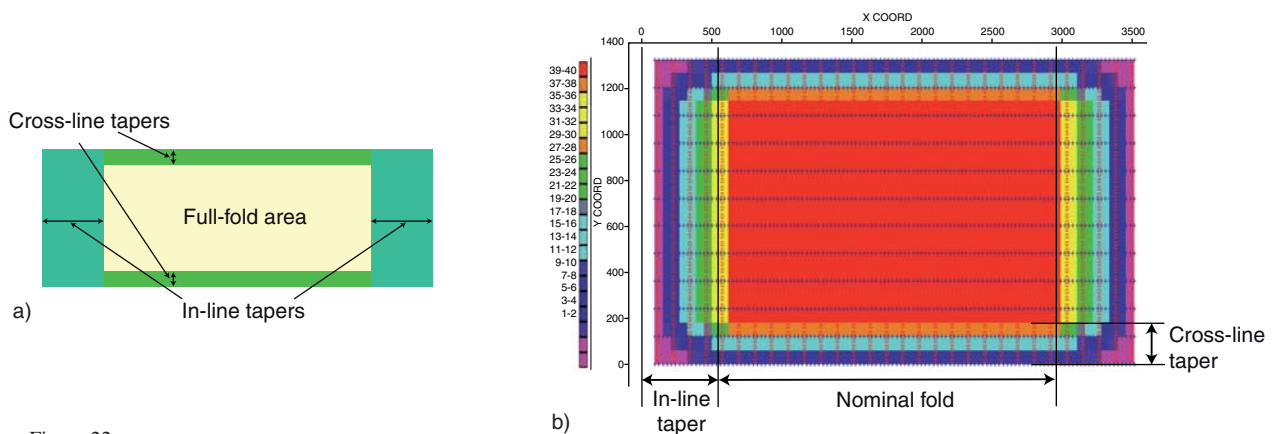 Cross-line tapers
Full-fold area
In-line tapers
a)
X COORD
0 500 1000 1500 2000 2500 3000 3500
1400
1200
1000
800
600
400
200
0
Y COORD
39-40
37-38
35-36
33-34
31-32
29-30
27-28
25-26
23-24
21-22
19-20
17-18
15-16
13-14
11-12
9-10
7-8
5-6
3-4
1-2
Cross-line
taper
In-line
taper
Nominal fold
b)